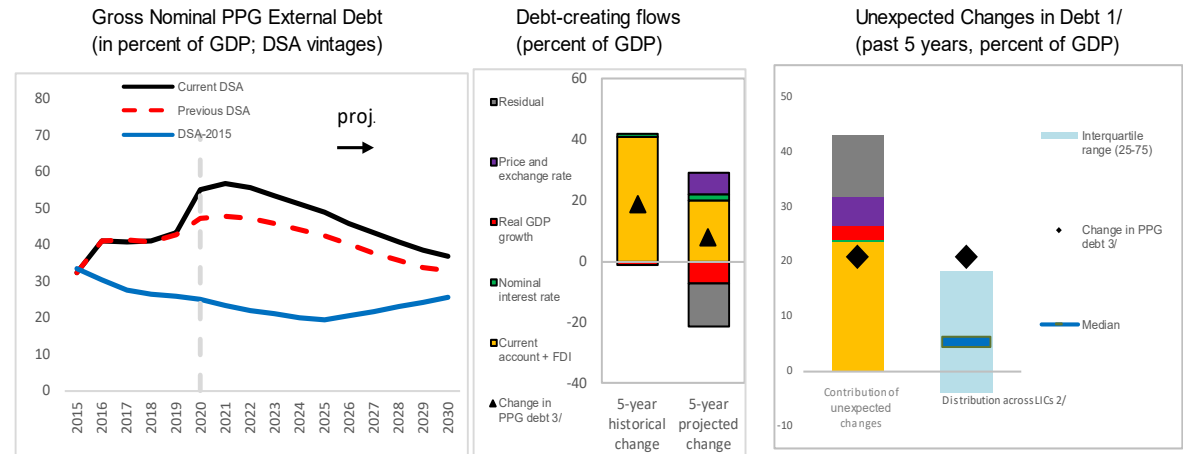 Gross Nominal PPG External Debt
(in percent of GDP; DSA vintages)
Current DSA
Previous DSA
DSA-2015
proj.
80
70
60
50
40
30
20
10
0
2015
2016
2017
2018
2019
2020
2021
2022
2023
2024
2025
2026
2027
2028
2029
2030
Debt-creating flows
(percent of GDP)
Residual
Price and
exchange rate
Real GDP
growth
Nominal
interest rate
Current
account + FDI
Change in
PPG debt 3/
60
40
20
0
-20
-40
5-year
historical
change
5-year
projected
change
Unexpected Changes in Debt 1/
(past 5 years, percent of GDP)
50
40
30
20
10
0
-10
Contribution of
unexpected
changes
Distribution across LICs 2/
Interquartile
range (25-75)
Change in PPG
debt 3/
Median